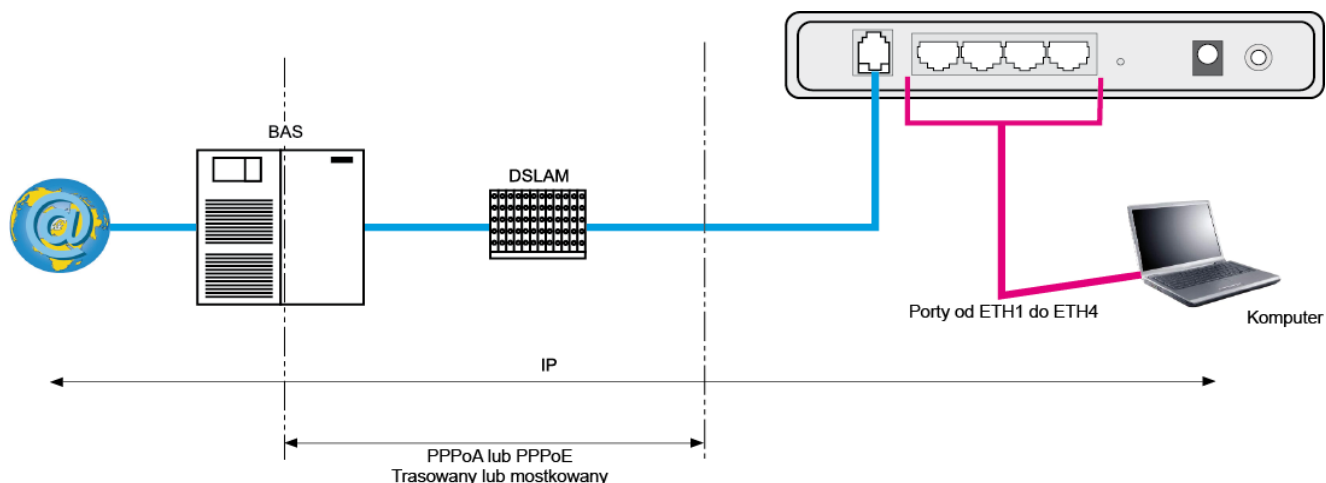 BAS
DSLAM
Porty od ETH1 do ETH4
Komputer
IP
PPPoA lub PPPoE
Trasowany lub mostkowany